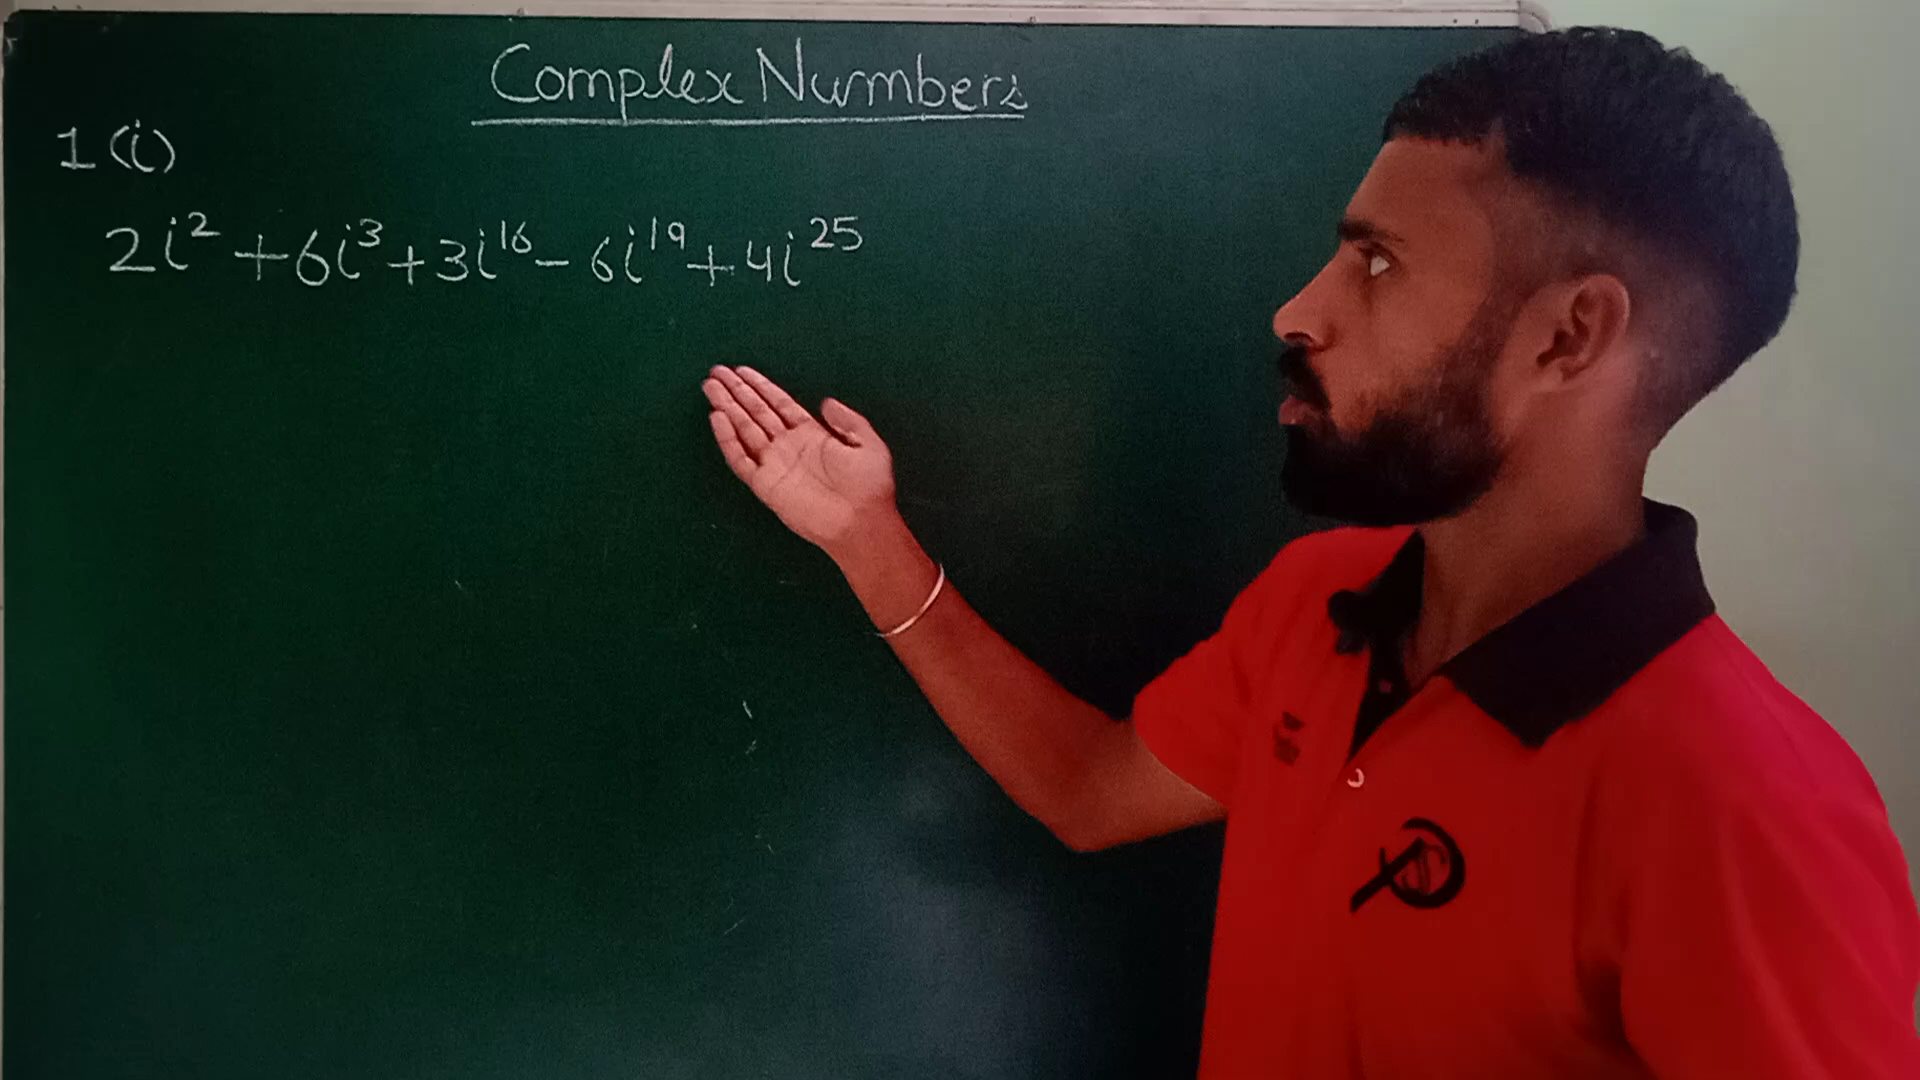 Complex Numbers
1(i)
2i² + 6i³ + 3i¹⁶ - 6i¹⁹ + 4i²⁵